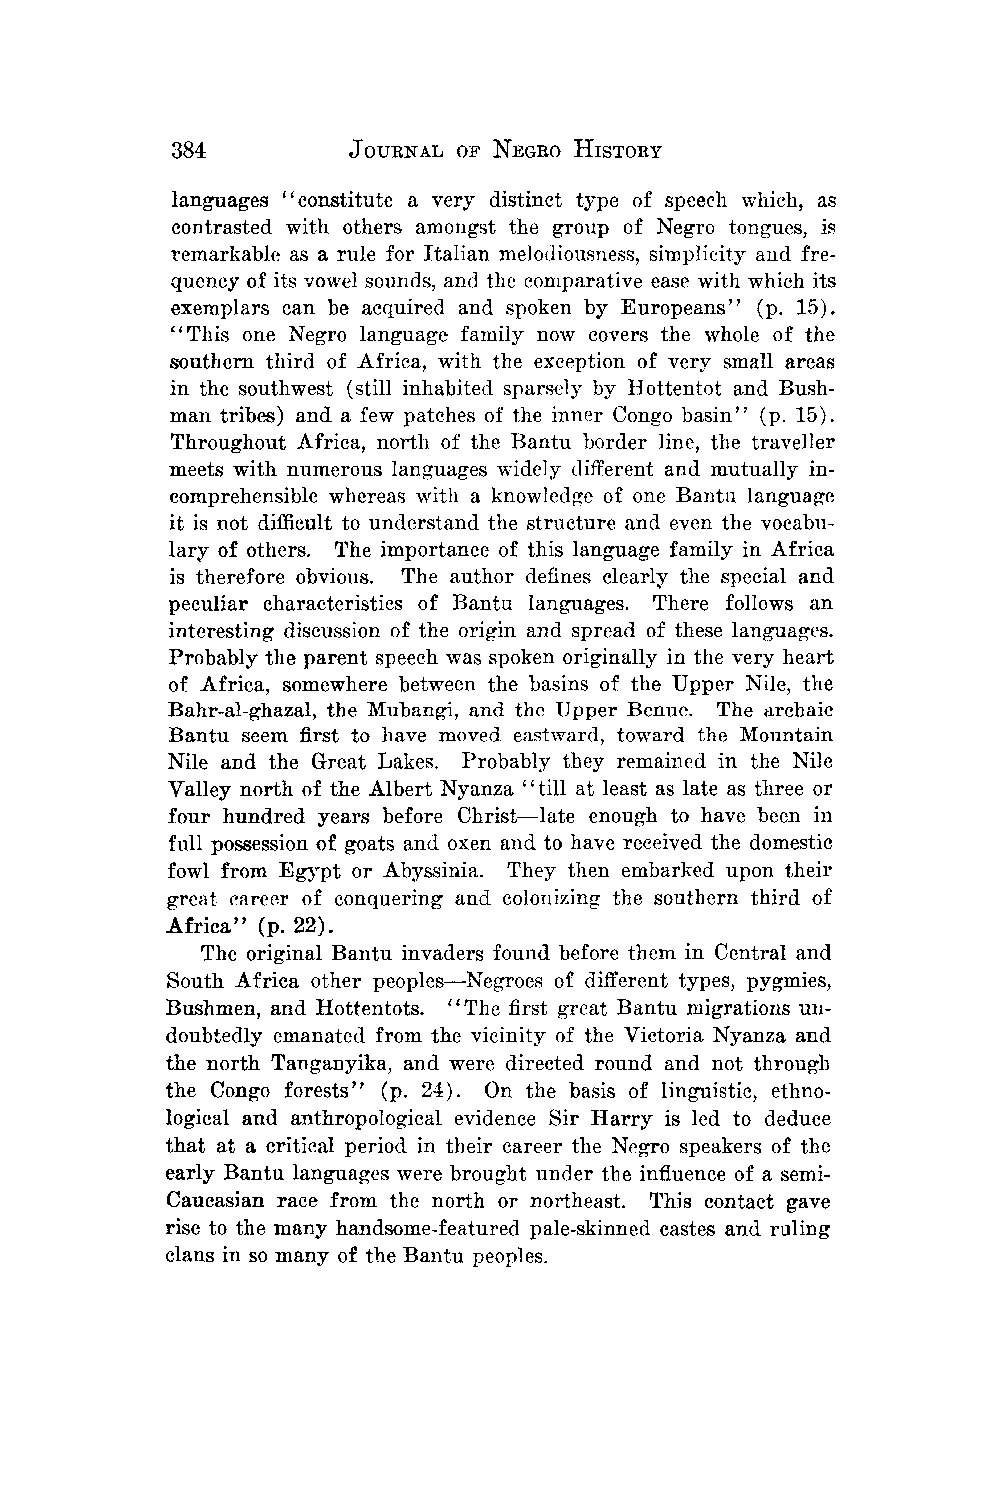 384 JOURNAL OF NEGRO HISTORY
languages ‘‘constitute a very distinct type of speech which, as
contrasted with others amongst the group of Negro tongues, is
remarkable as a rule for Italian melodiousness, simplicity and fre-
quency of its vowel sounds, and the comparative ease with which its
exemplars can be acquired and spoken by Europeans’’ (p. 15).
‘‘This one Negro language family now covers the whole of the
southern third of Africa, with the exception of very small areas
in the southwest (still inhabited sparsely by Hottentot and Bush-
man tribes) and a few patches of the inner Congo basin’’ (p. 15).
Throughout Africa, north of the Bantu border line, the traveller
meets with numerous languages widely different and mutually in-
comprehensible whereas with a knowledge of one Bantu language
it is not difficult to understand the structure and even the vocabu-
lary of others. The importance of this language family in Africa
is therefore obvious. The author defines clearly the special and
peculiar characteristics of Bantu languages. There follows an
interesting discussion of the origin and spread of these languages.
Probably the parent speech was spoken originally in the very heart
of Africa, somewhere between the basins of the Upper Nile, the
Bahr-al-ghazal, the Mubangi, and the Upper Benue. The archaic
Bantu seem first to have moved eastward, toward the Mountain
Nile and the Great Lakes. Probably they remained in the Nile
Valley north of the Albert Nyanza ‘‘till at least as late as three or
four hundred years before Christ—late enough to have been in
full possession of goats and oxen and to have received the domestic
fowl from Egypt or Abyssinia. They then embarked upon their
great career of conquering and colonizing the southern third of
Africa’’ (p. 22).
The original Bantu invaders found before them in Central and
South Africa other peoples—Negroes of different types, pygmies,
Bushmen, and Hottentots. ‘‘The first great Bantu migrations un-
doubtedly emanated from the vicinity of the Victoria Nyanza and
the north Tanganyika, and were directed round and not through
the Congo forests’’ (p. 24). On the basis of linguistic, ethno-
logical and anthropological evidence Sir Harry is led to deduce
that at a critical period in their career the Negro speakers of the
early Bantu languages were brought under the influence of a semi-
Caucasian race from the north or northeast. This contact gave
rise to the many handsome-featured pale-skinned castes and ruling
clans in so many of the Bantu peoples.